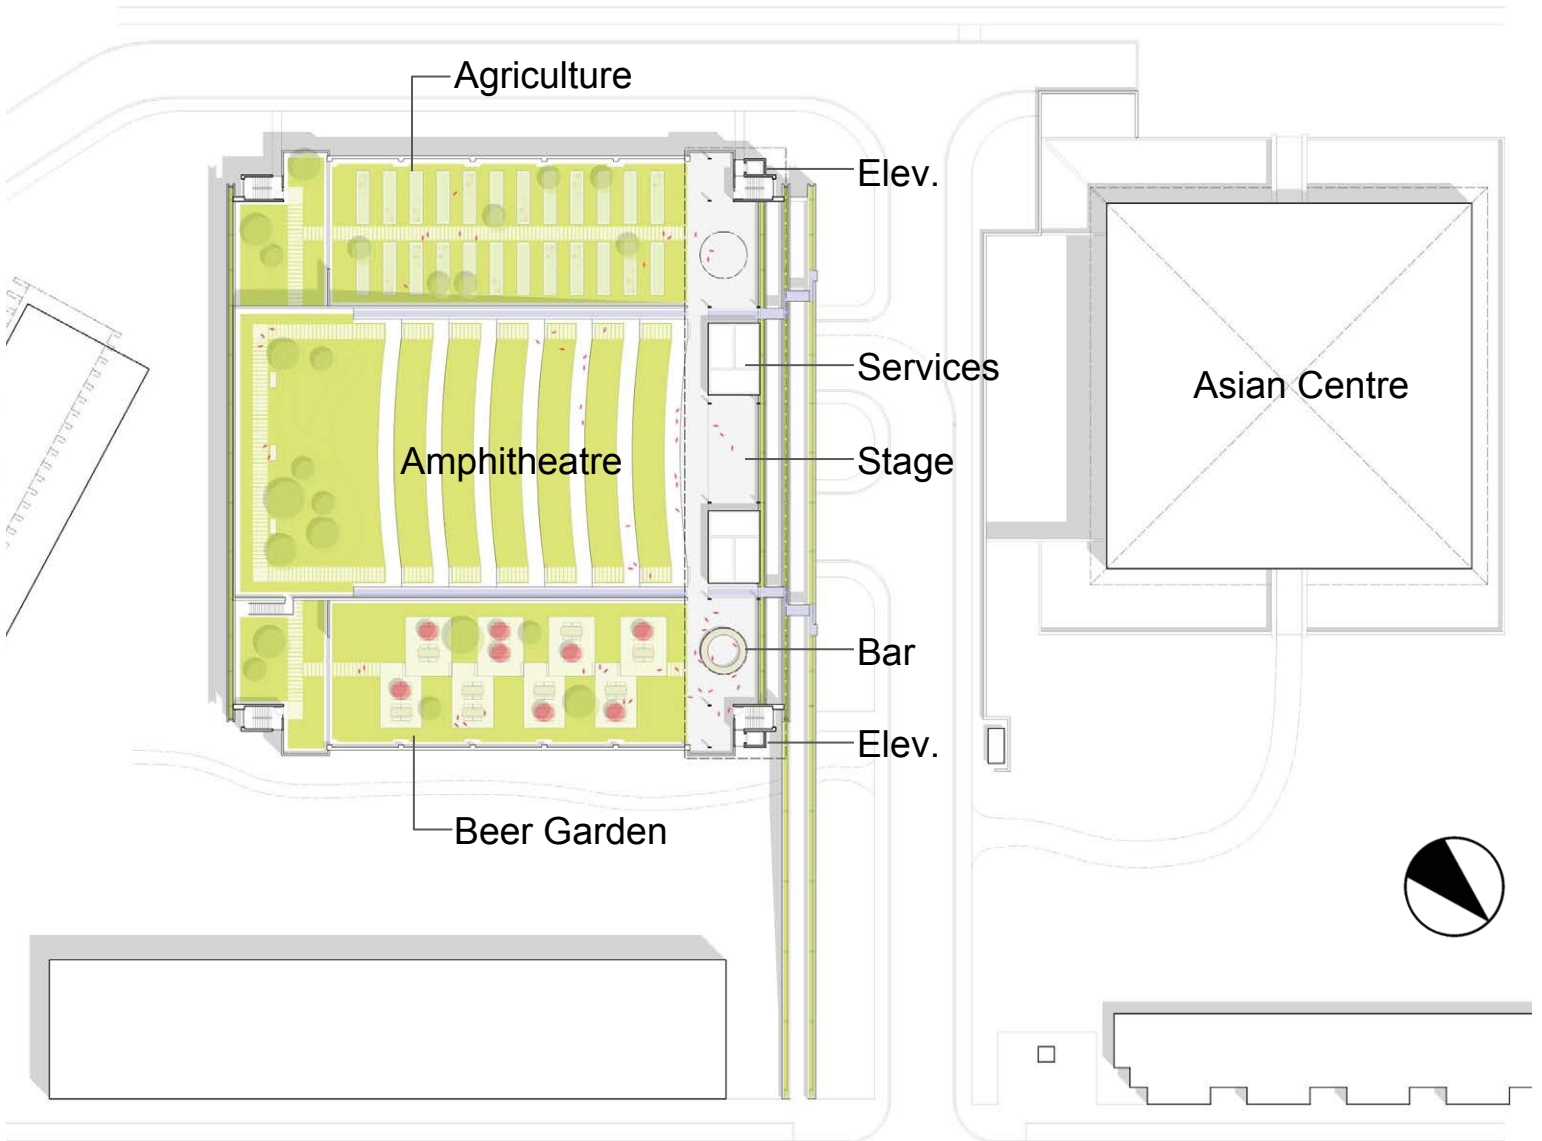 Agriculture
Elev.
Services
Asian Centre
Amphitheatre
Stage
Bar
Elev.
Beer Garden